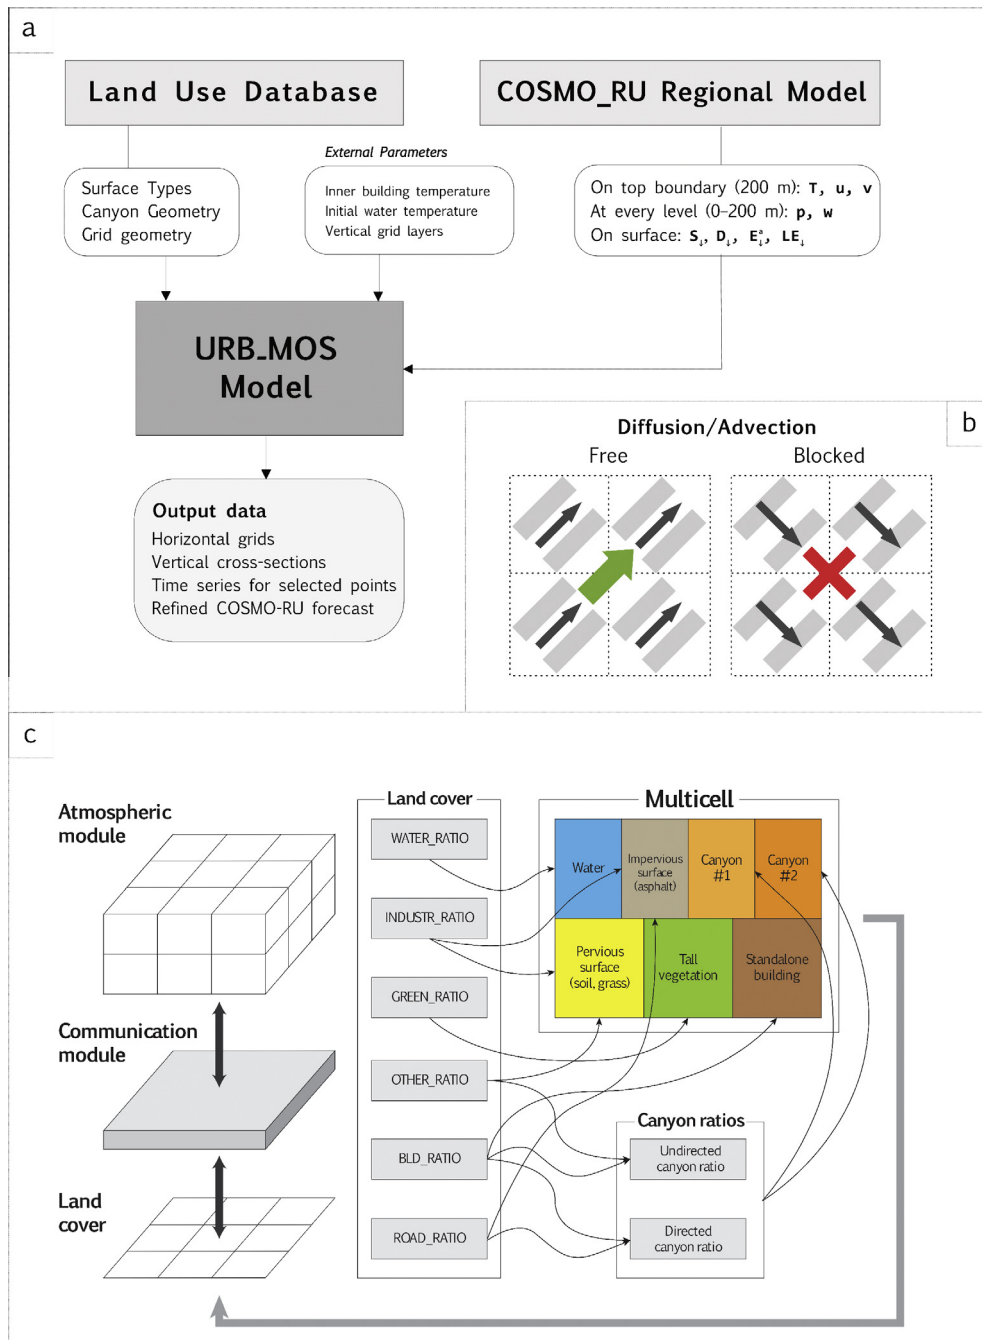 a
Land Use Database
COSMO_RU Regional Model
External Parameters
Surface Types
Canyon Geometry
Grid geometry
Inner building temperature
Initial water temperature
Vertical grid layers
On top boundary (200 m): T, u, v
At every level (0–200 m): p, w
On surface: S↓, D↓, Eª↓, LE↓
URB_MOS
Model
Output data
Horizontal grids
Vertical cross-sections
Time series for selected points
Refined COSMO-RU forecast
b
Diffusion/Advection
Free
Blocked
c
Atmospheric
module
Communication
module
Land
cover
Land cover
WATER_RATIO
INDUSTR_RATIO
GREEN_RATIO
OTHER_RATIO
BLD_RATIO
ROAD_RATIO
Multicell
Water
Impervious
surface
(asphalt)
Canyon
#1
Canyon
#2
Pervious
surface
(soil, grass)
Tall
vegetation
Standalone
building
Canyon ratios
Undirected
canyon ratio
Directed
canyon ratio